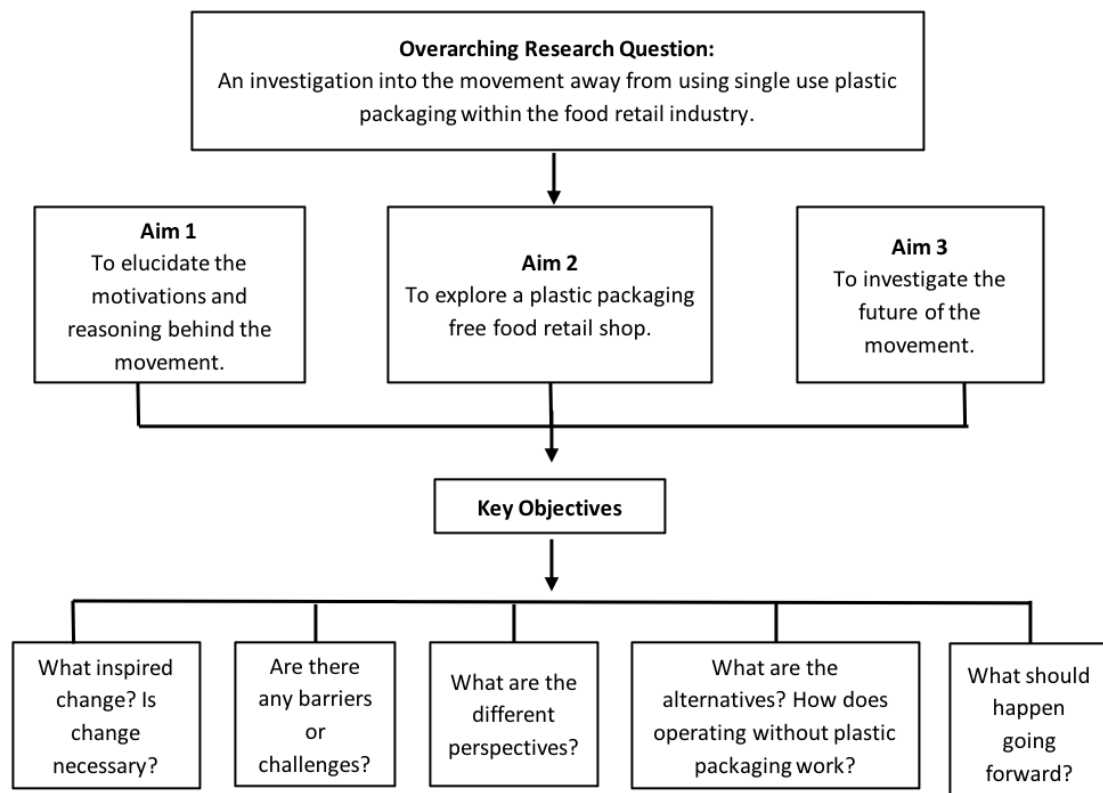 Overarching Research Question:
An investigation into the movement away from using single use plastic
packaging within the food retail industry.
Aim 1
To elucidate the
motivations and
reasoning behind the
movement.
Aim 2
To explore a plastic packaging
free food retail shop.
Aim 3
To investigate the
future of the
movement.
Key Objectives
What inspired
change? Is
change
necessary?
Are there
any barriers
or
challenges?
What are the
different
perspectives?
What are the
alternatives? How does
operating without plastic
packaging work?
What should
happen
going
forward?